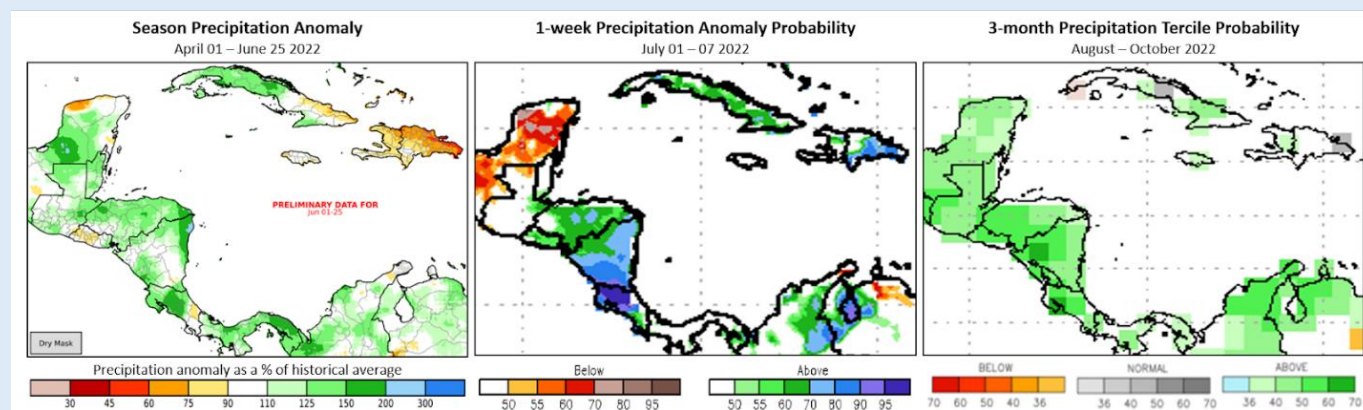 Season Precipitation Anomaly
April 01 – June 25 2022
PRELIMINARY DATA FOR
Jun 01-25
Dry Mask
Precipitation anomaly as a % of historical average
30 45 60 75 90 110 125 150 200 300
1-week Precipitation Anomaly Probability
July 01 – 07 2022
Below
50 55 60 70 80 95
Above
50 55 60 70 80 90 95
3-month Precipitation Tercile Probability
August – October 2022
BELOW
70 60 50 40 36
NORMAL
36 40 50 60 70
ABOVE
36 40 50 60 70